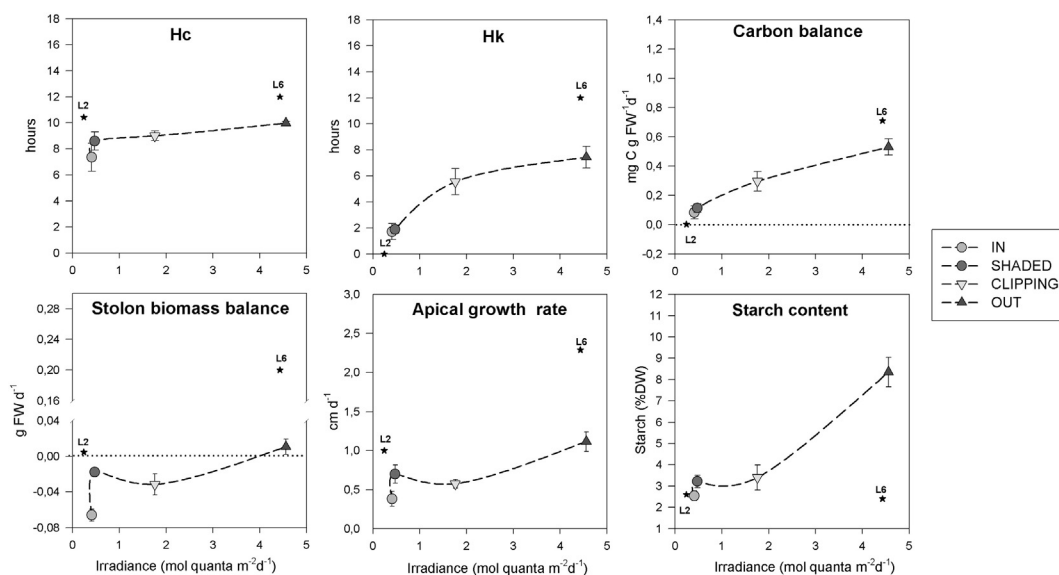 Hc
18
16
14
12
10
8
6
4
2
0
hours
L2
L6
0 1 2 3 4 5
Hk
18
16
14
12
10
8
6
4
2
0
hours
L2
L6
0 1 2 3 4 5
Carbon balance
1,4
1,2
1,0
0,8
0,6
0,4
0,2
0,0
-0,2
mg C g FW⁻¹d⁻¹
L2
L6
0 1 2 3 4 5
IN
SHADED
CLIPPING
OUT
Stolon biomass balance
0,28
0,24
0,20
0,16
0,04
0,00
-0,04
-0,08
g FW d⁻¹
L2
L6
0 1 2 3 4 5
Irradiance (mol quanta m⁻²d⁻¹)
Apical growth rate
3,0
2,5
2,0
1,5
1,0
0,5
0,0
cm d⁻¹
L2
L6
0 1 2 3 4 5
Irradiance (mol quanta m⁻²d⁻¹)
Starch content
12
11
10
9
8
7
6
5
4
3
2
1
Starch (%DW)
L2
L6
0 1 2 3 4 5
Irradiance (mol quanta m⁻²d⁻¹)